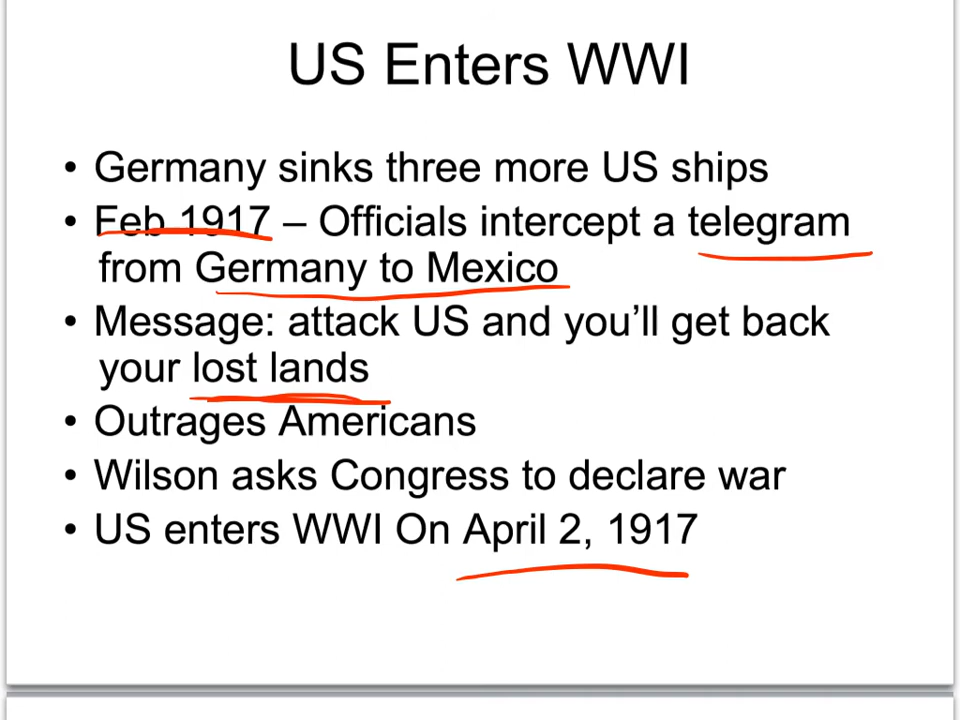 US Enters WWI
• Germany sinks three more US ships
• Feb 1917 – Officials intercept a telegram
from Germany to Mexico
• Message: attack US and you’ll get back
your lost lands
• Outrages Americans
• Wilson asks Congress to declare war
• US enters WWI On April 2, 1917